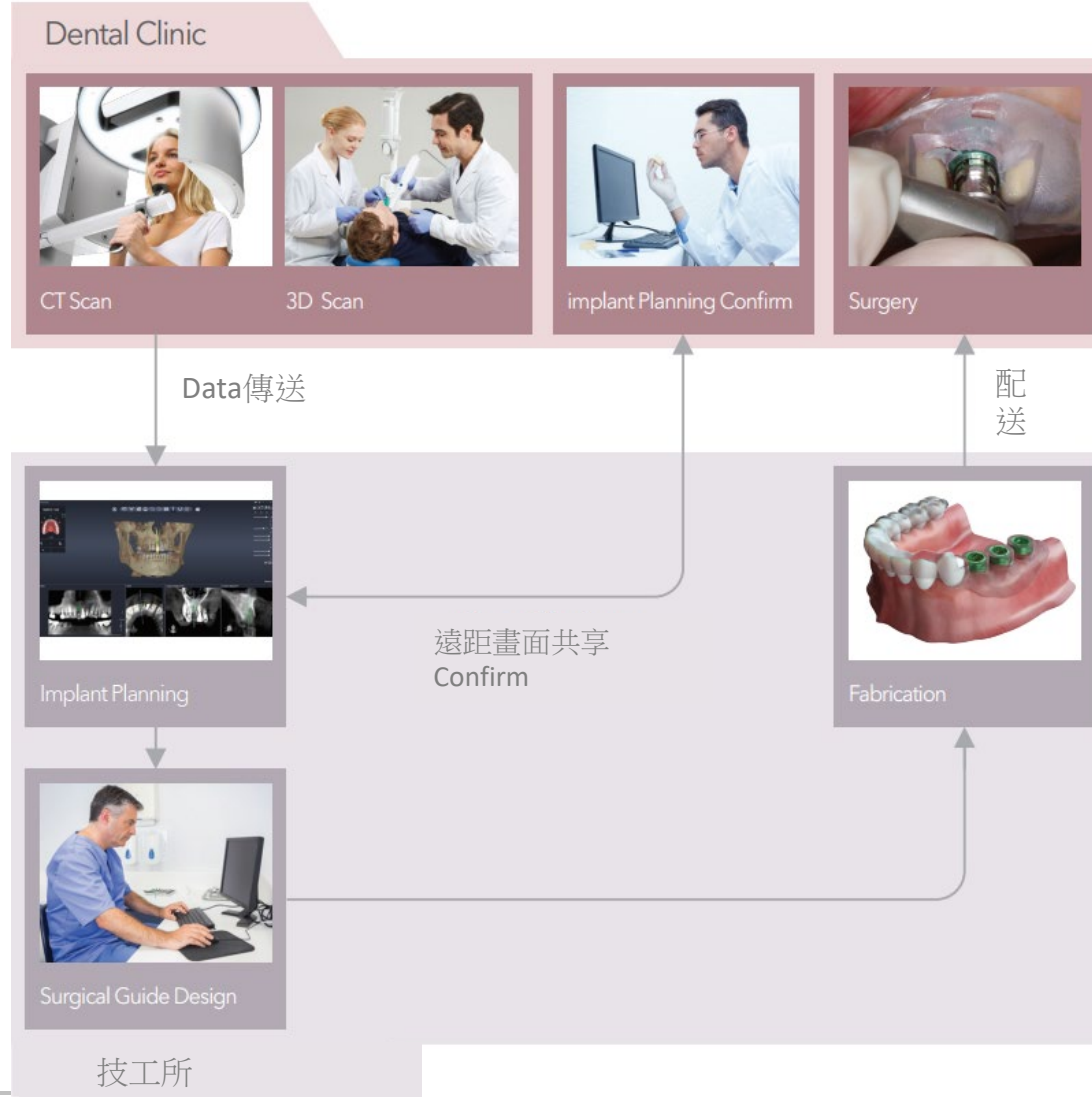 Dental Clinic
CT Scan
3D Scan
implant Planning Confirm
Surgery
Data傳送
配
送
Implant Planning
遠距畫面共享
Confirm
Fabrication
Surgical Guide Design
技工所